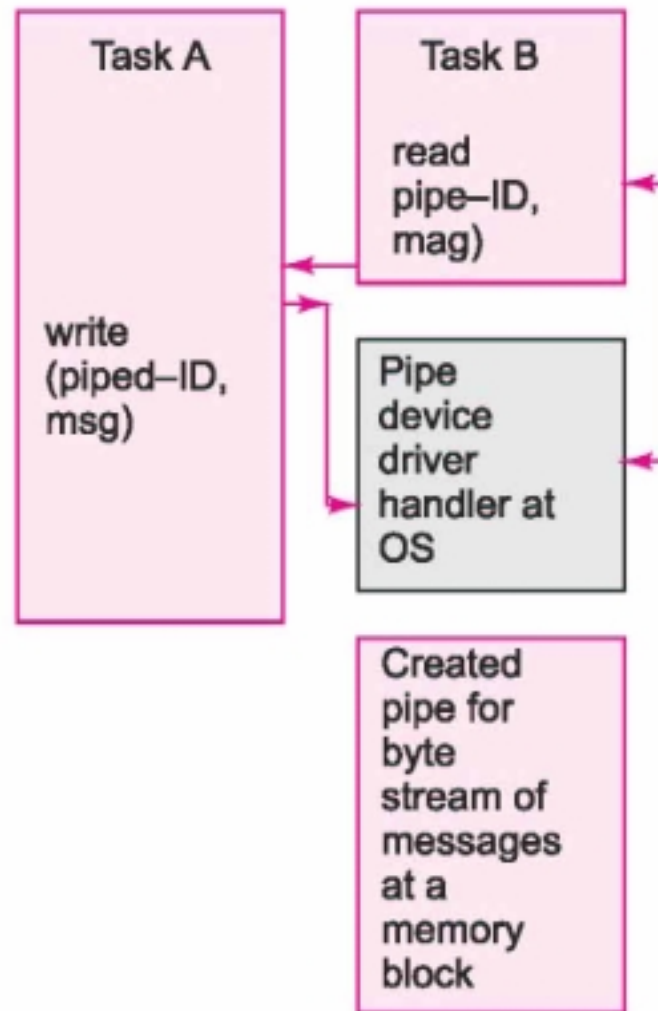 Task A
write
(piped–ID,
msg)
Task B
read
pipe–ID,
mag)
Pipe
device
driver
handler at
OS
Created
pipe for
byte
stream of
messages
at a
memory
block